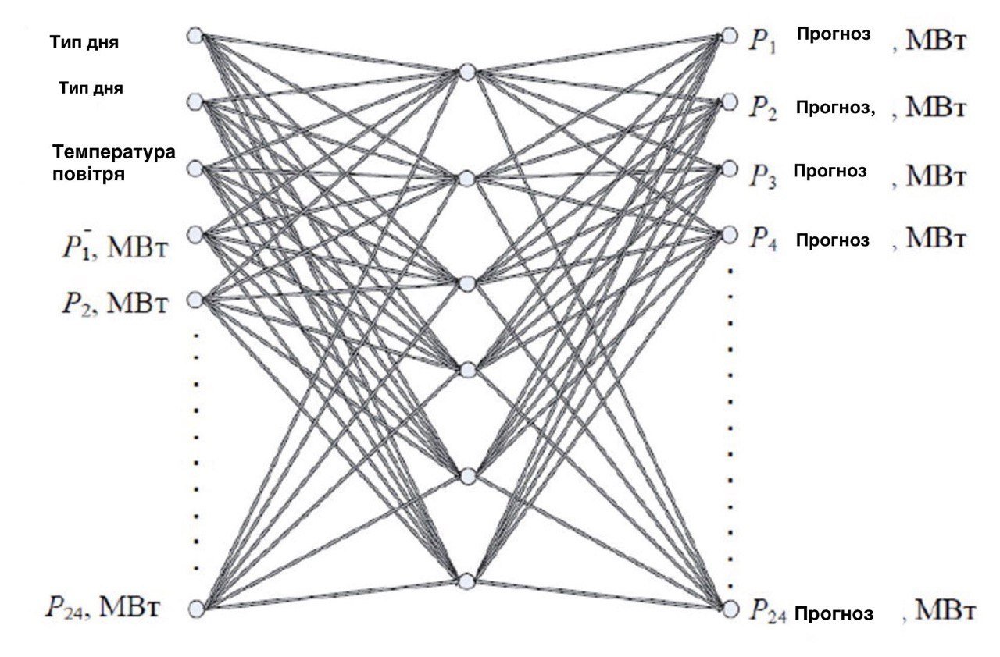 Тип дня
P₁ Прогноз , МВт
Тип дня
P₂ Прогноз, , МВт
Температура
повітря
P₃ Прогноз , МВт
P₁⁻, МВт
P₄ Прогноз , МВт
P₂, МВт
P₂₄, МВт
P₂₄ Прогноз , МВт